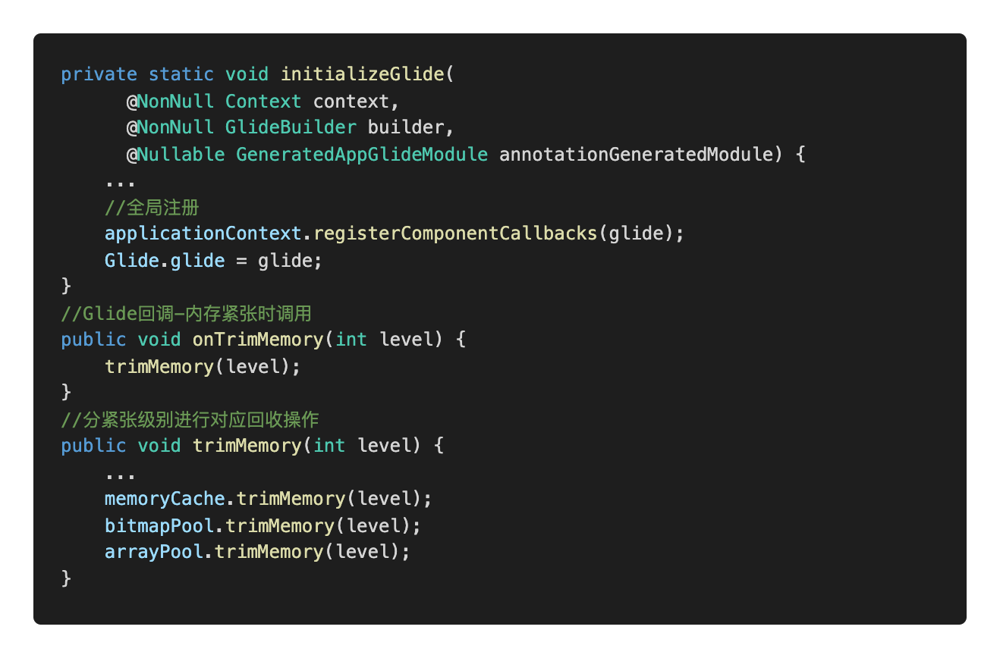 private static void initializeGlide(
      @NonNull Context context,
      @NonNull GlideBuilder builder,
      @Nullable GeneratedAppGlideModule annotationGeneratedModule) {
    ...
    //全局注册
    applicationContext.registerComponentCallbacks(glide);
    Glide.glide = glide;
}
//Glide回调-内存紧张时调用
public void onTrimMemory(int level) {
    trimMemory(level);
}
//分紧张级别进行对应回收操作
public void trimMemory(int level) {
    ...
    memoryCache.trimMemory(level);
    bitmapPool.trimMemory(level);
    arrayPool.trimMemory(level);
}